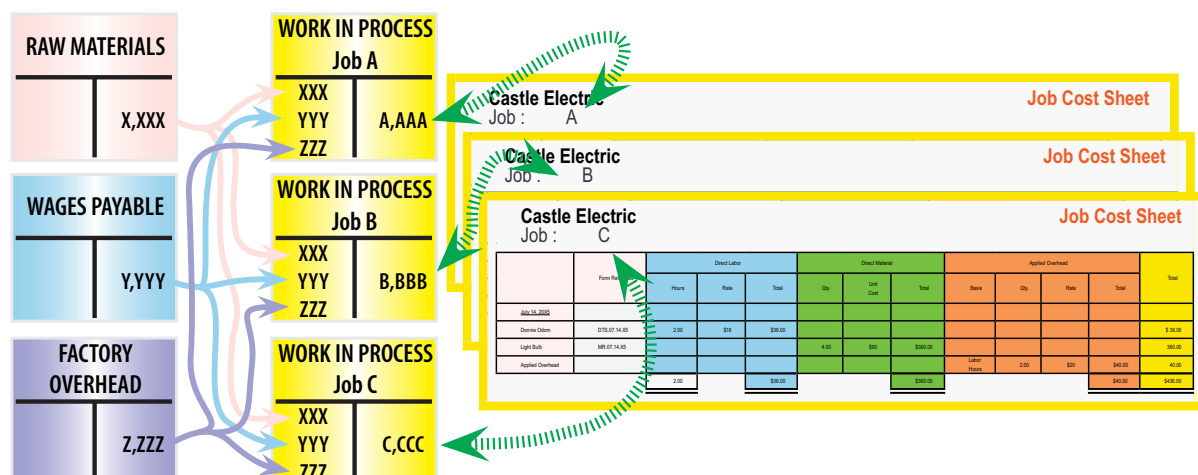 RAW MATERIALS
X,XXX
WAGES PAYABLE
Y,YYY
FACTORY
OVERHEAD
Z,ZZZ
WORK IN PROCESS
Job A
XXX
YYY A,AAA
ZZZ
WORK IN PROCESS
Job B
XXX
YYY B,BBB
ZZZ
WORK IN PROCESS
Job C
XXX
YYY C,CCC
ZZZ
Castle Electric Job Cost Sheet
Job : A
Castle Electric Job Cost Sheet
Job : B
Castle Electric Job Cost Sheet
Job : C
Direct Labor Direct Material Applied Overhead
Form Hours Rate Total Qty. Unit Cost Total Basis Qty. Rate Total Total
July 14, 20X5
Donnie Odom DTS.07.14.X5 2.00 $18 $36.00 $ 36.00
Light Bulb MR.07.14.X5 4.00 $90 $360.00 360.00
Applied Overhead Labor Hours 2.00 $20 $40.00 40.00
2.00 $36.00 $360.00 $40.00 $436.00